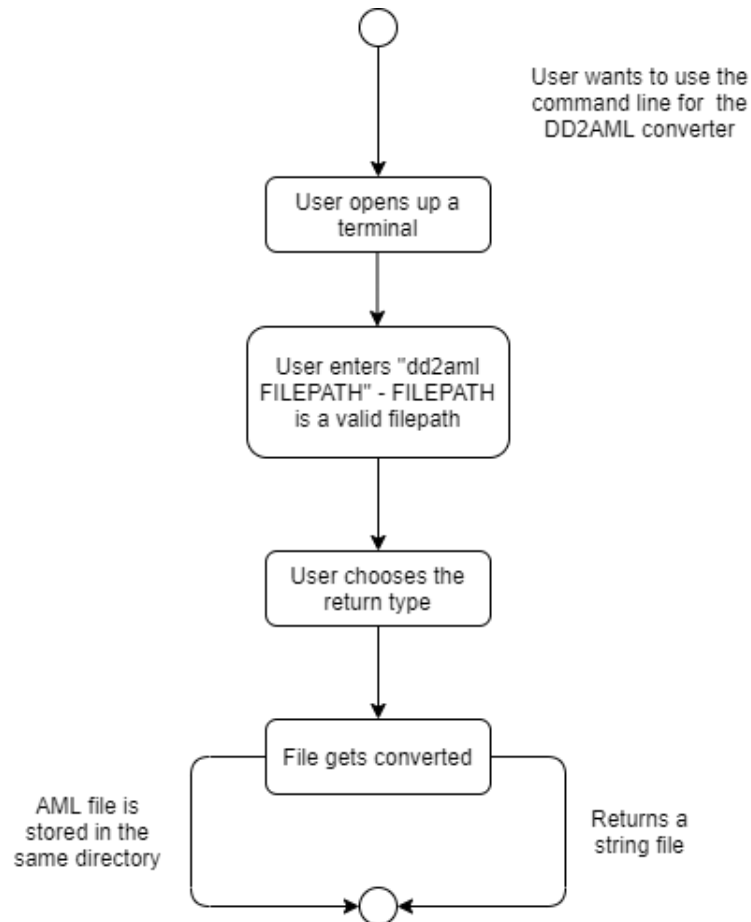 User wants to use the
command line for the
DD2AML converter
User opens up a
terminal
User enters "dd2aml
FILEPATH" - FILEPATH
is a valid filepath
User chooses the
return type
File gets converted
AML file is
stored in the
same directory
Returns a
string file